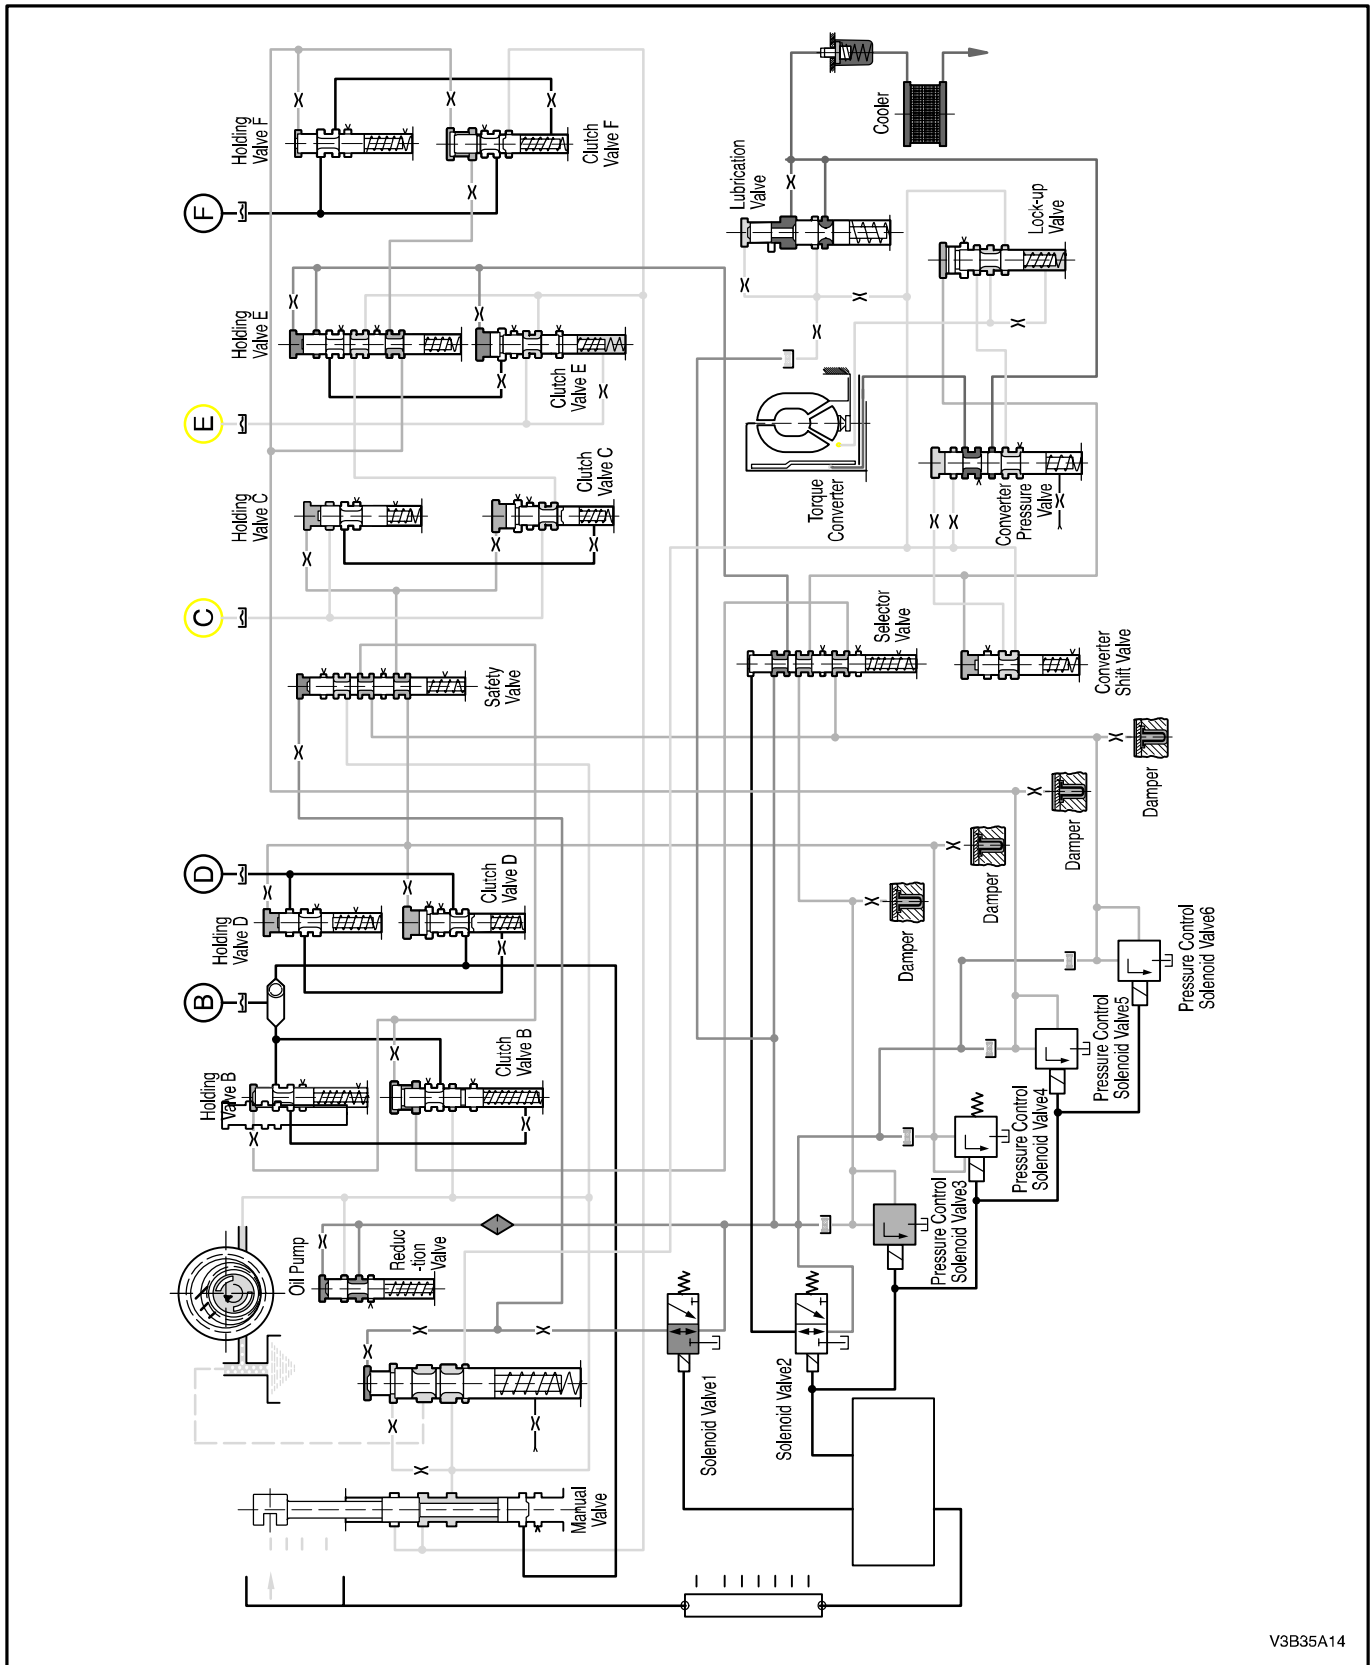 Cooler
Holding
Valve F
Clutch
Valve F
Lubrication
Valve
Lock-up
Valve
F
Holding
Valve E
Clutch
Valve E
E
Holding
Valve C
Clutch
Valve C
Torque
Converter
Converter
Pressure
Valve
C
Selector
Valve
Converter
Shift Valve
Safety
Valve
Damper
Damper
Damper
Damper
D
Clutch
Valve D
Holding
Valve D
B
Clutch
Valve B
Holding
Valve B
Pressure Control
Solenoid Valve6
Pressure Control
Solenoid Valve5
Pressure Control
Solenoid Valve4
Pressure Control
Solenoid Valve3
Oil Pump
Reduc
-tion
Valve
Solenoid Valve1
Solenoid Valve2
Manual
Valve
V3B35A14